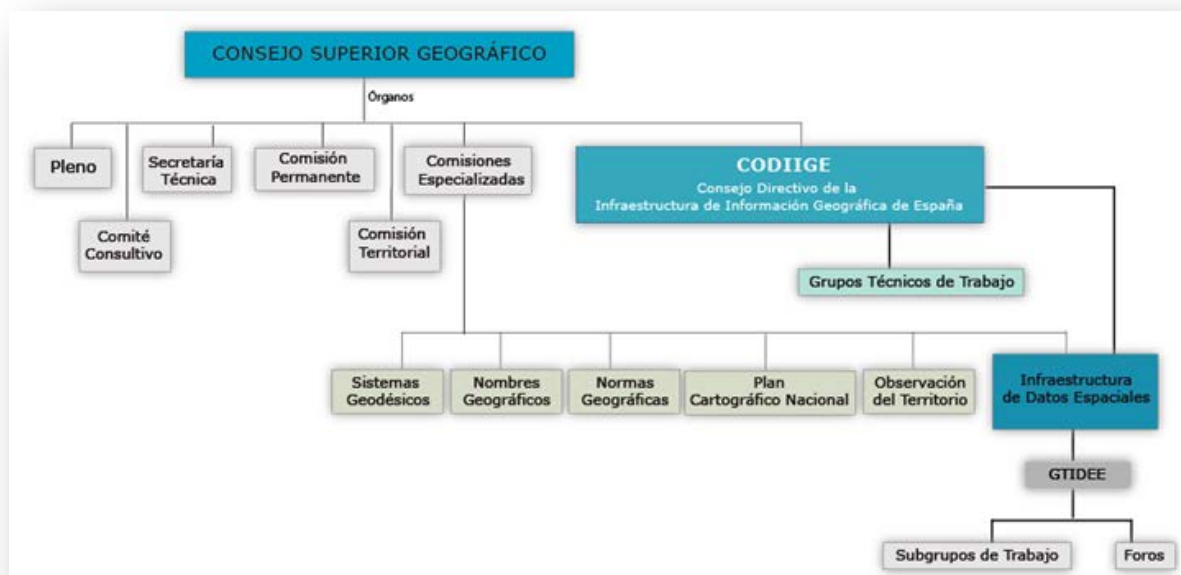 CONSEJO SUPERIOR GEOGRÁFICO
Órganos
Pleno
Secretaría
Técnica
Comisión
Permanente
Comisiones
Especializadas
CODIIGE
Consejo Directivo de la
Infraestructura de Información Geográfica de España
Comité
Consultivo
Comisión
Territorial
Grupos Técnicos de Trabajo
Sistemas
Geodésicos
Nombres
Geográficos
Normas
Geográficas
Plan
Cartográfico Nacional
Observación
del Territorio
Infraestructura
de Datos Espaciales
GTIDEE
Subgrupos de Trabajo
Foros